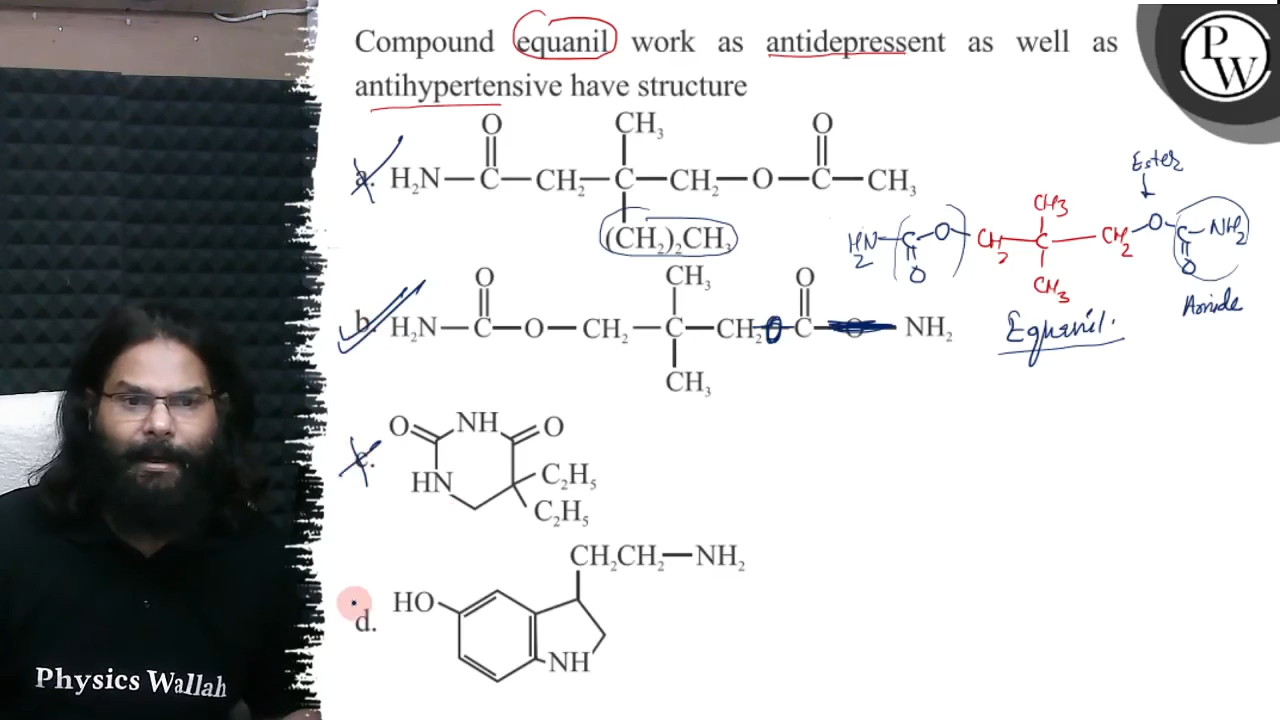 Compound equanil work as antidepressent as well as
antihypertensive have structure
PW
a. H₂N—C—CH₂—C—CH₂—O—C—CH₃
O
CH₃
O
(CH₂)₂CH₃
b. H₂N—C—O—CH₂—C—CH₂ O C—O—NH₂
O
CH₃
O
CH₃
Ester
H₂N—C—O—CH₂—C—CH₂—O—C—NH₂
O
CH₃
CH₃
O
Amide
Equanil.
c.
O
NH
O
HN
C₂H₅
C₂H₅
d.
CH₂CH₂—NH₂
HO
NH
Physics Wallah